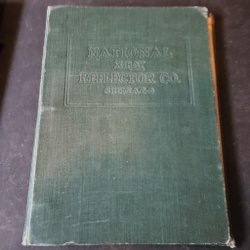 NATIONAL
X-RAY
REFLECTOR CO.
CHICAGO